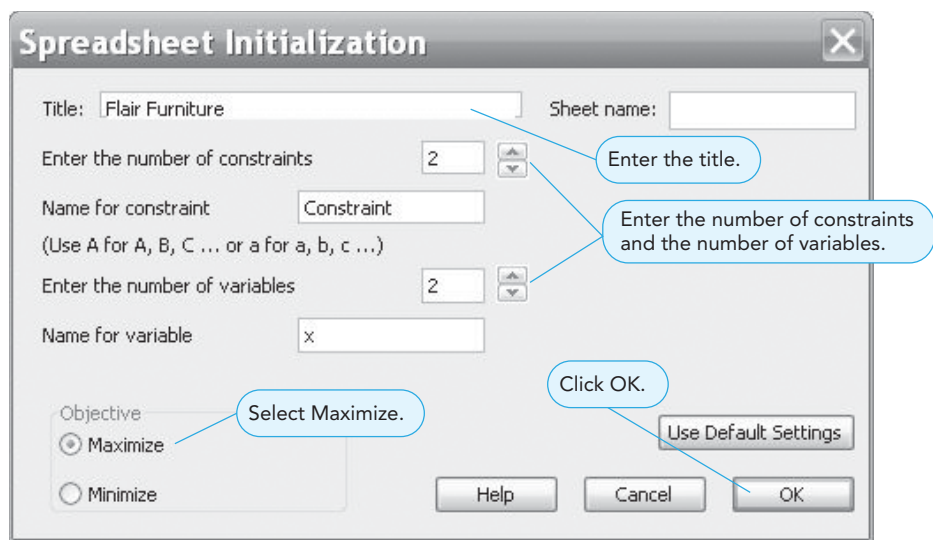 Spreadsheet Initialization
Title: Flair Furniture Sheet name:
Enter the title.
Enter the number of constraints 2
Name for constraint Constraint
Enter the number of constraints
and the number of variables.
(Use A for A, B, C ... or a for a, b, c ...)
Enter the number of variables 2
Name for variable x
Click OK.
Objective
Select Maximize.
Maximize
Use Default Settings
Minimize
Help Cancel OK